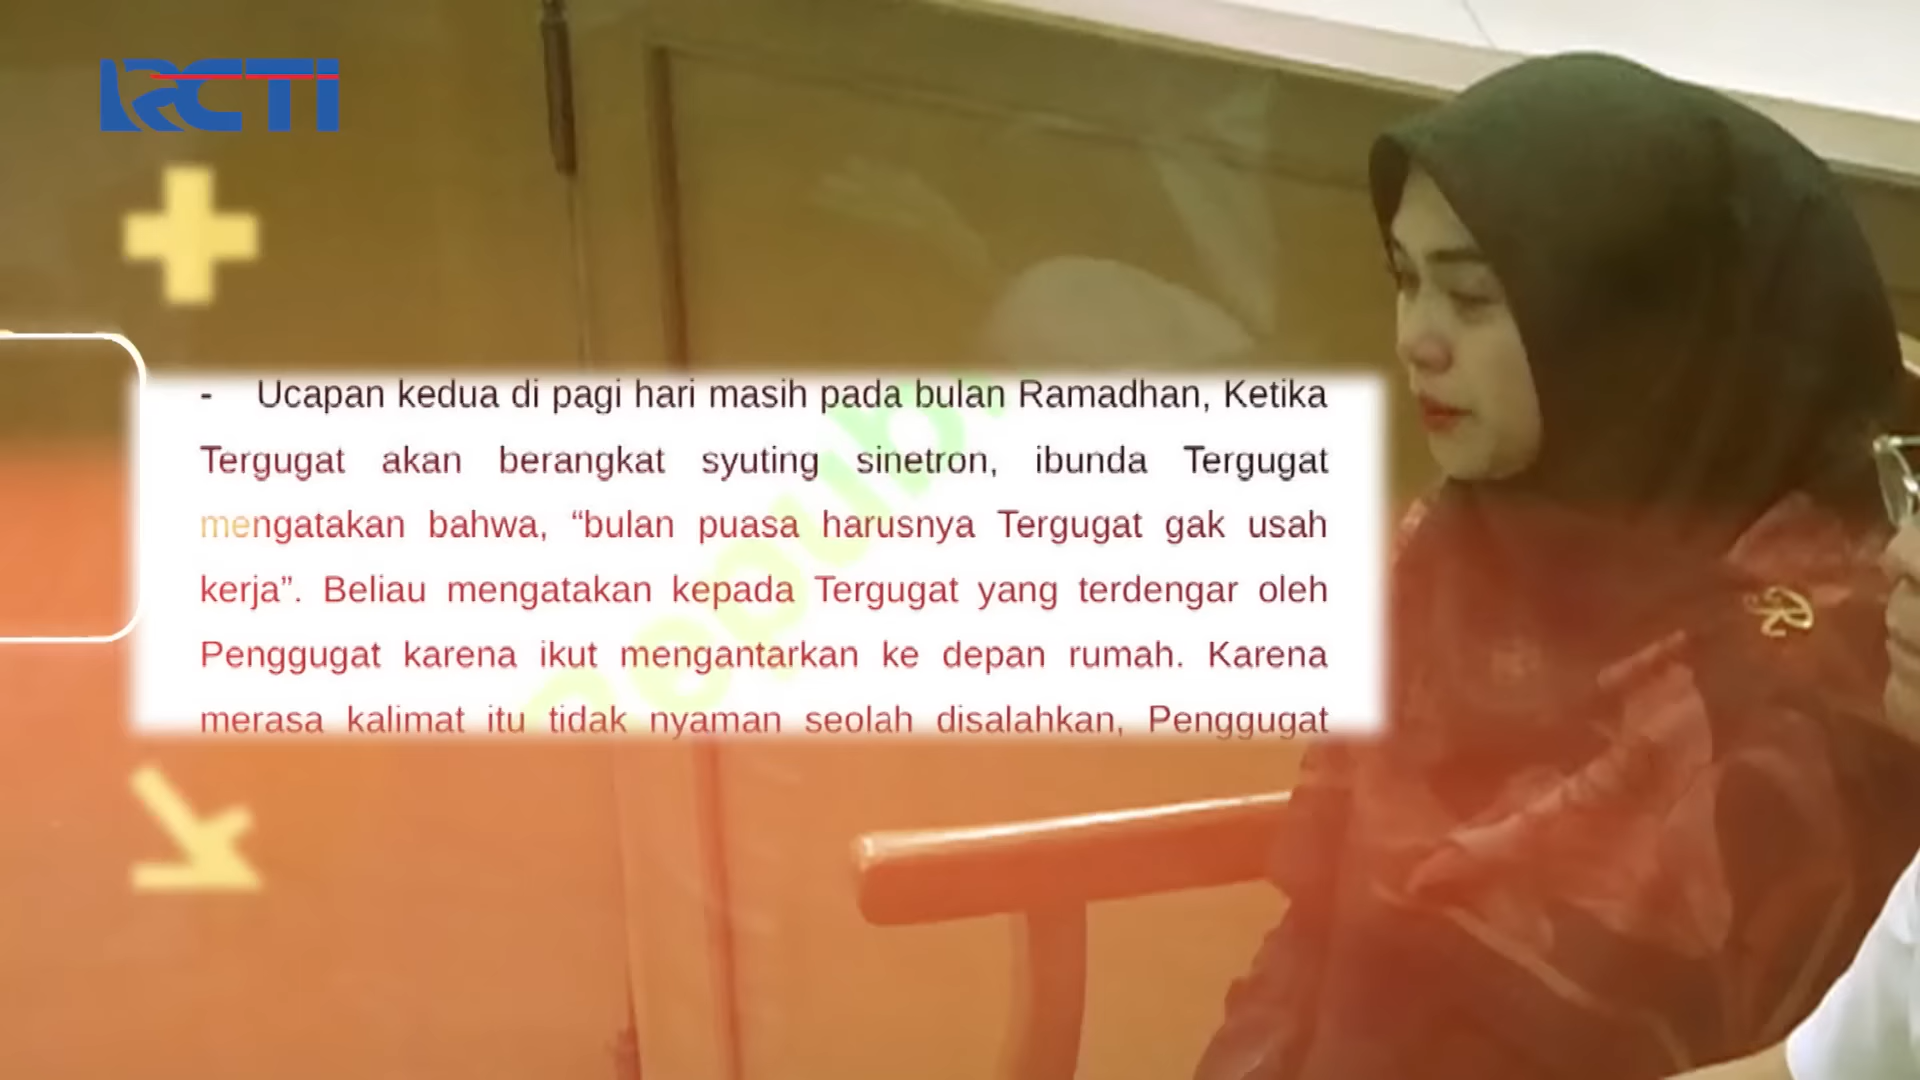 RCTI
- Ucapan kedua di pagi hari masih pada bulan Ramadhan, Ketika
Tergugat akan berangkat syuting sinetron, ibunda Tergugat
mengatakan bahwa, “bulan puasa harusnya Tergugat gak usah
kerja”. Beliau mengatakan kepada Tergugat yang terdengar oleh
Penggugat karena ikut mengantarkan ke depan rumah. Karena
merasa kalimat itu tidak nyaman seolah disalahkan, Penggugat